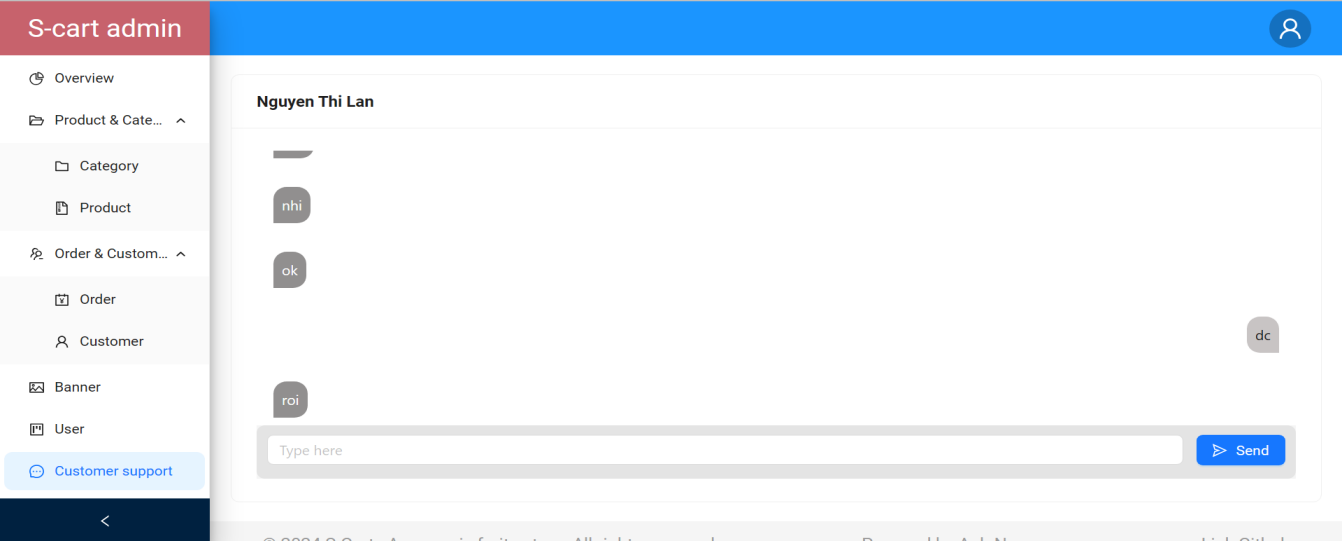 S-cart admin
Overview
Product & Cate...
Category
Product
Order & Custom...
Order
Customer
Banner
User
Customer support
Nguyen Thi Lan
nhi
ok
dc
roi
Type here
Send